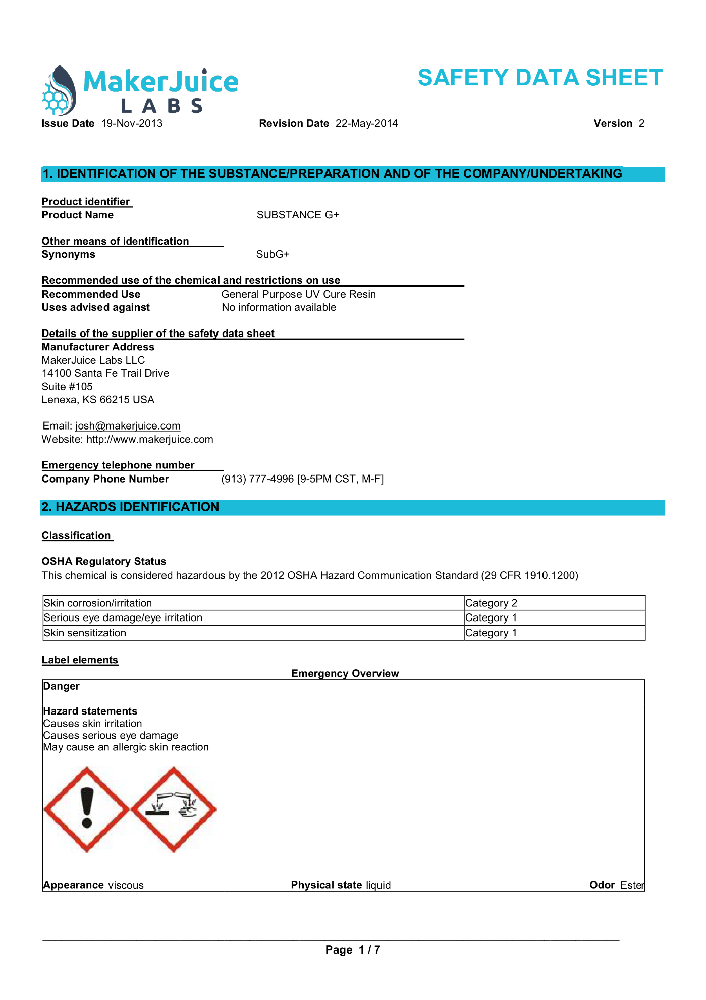 MakerJuice
LABS
SAFETY DATA SHEET
Issue Date 19-Nov-2013 Revision Date 22-May-2014 Version 2
1. IDENTIFICATION OF THE SUBSTANCE/PREPARATION AND OF THE COMPANY/UNDERTAKING
Product identifier
Product Name SUBSTANCE G+
Other means of identification
Synonyms SubG+
Recommended use of the chemical and restrictions on use
Recommended Use General Purpose UV Cure Resin
Uses advised against No information available
Details of the supplier of the safety data sheet
Manufacturer Address
MakerJuice Labs LLC
14100 Santa Fe Trail Drive
Suite #105
Lenexa, KS 66215 USA
Email: josh@makerjuice.com
Website: http://www.makerjuice.com
Emergency telephone number
Company Phone Number (913) 777-4996 [9-5PM CST, M-F]
2. HAZARDS IDENTIFICATION
Classification
OSHA Regulatory Status
This chemical is considered hazardous by the 2012 OSHA Hazard Communication Standard (29 CFR 1910.1200)
Skin corrosion/irritation Category 2
Serious eye damage/eye irritation Category 1
Skin sensitization Category 1
Label elements
Emergency Overview
Danger
Hazard statements
Causes skin irritation
Causes serious eye damage
May cause an allergic skin reaction
Appearance viscous Physical state liquid Odor Ester
Page 1 / 7